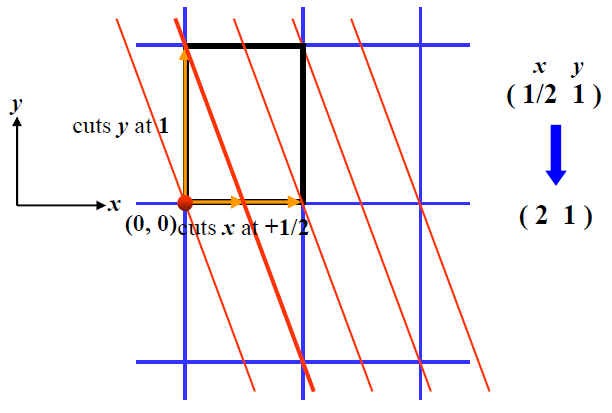 y
x
cuts y at 1
(0, 0)
cuts x at +1/2
x y
( 1/2 1 )
( 2 1 )